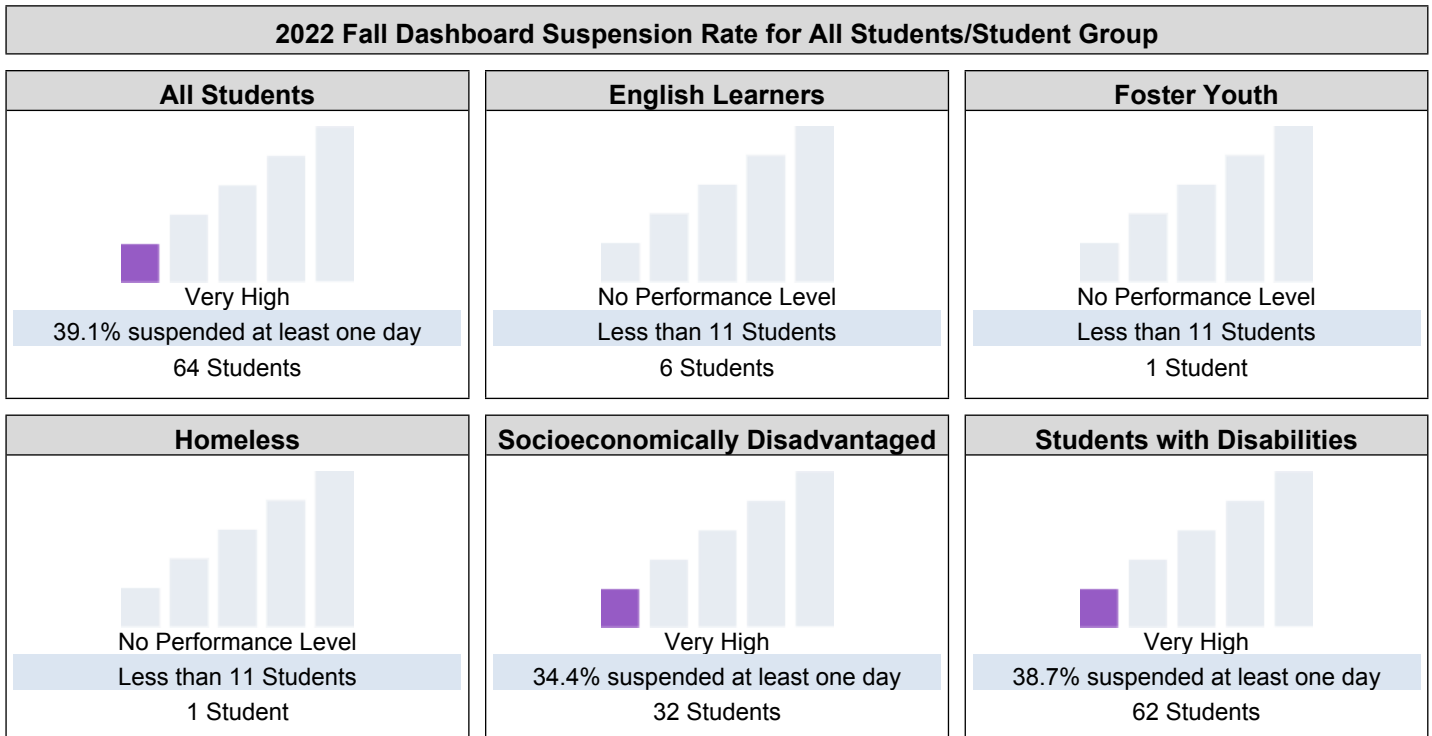 2022 Fall Dashboard Suspension Rate for All Students/Student Group
All Students
Very High
39.1% suspended at least one day
64 Students
English Learners
No Performance Level
Less than 11 Students
6 Students
Foster Youth
No Performance Level
Less than 11 Students
1 Student
Homeless
No Performance Level
Less than 11 Students
1 Student
Socioeconomically Disadvantaged
Very High
34.4% suspended at least one day
32 Students
Students with Disabilities
Very High
38.7% suspended at least one day
62 Students